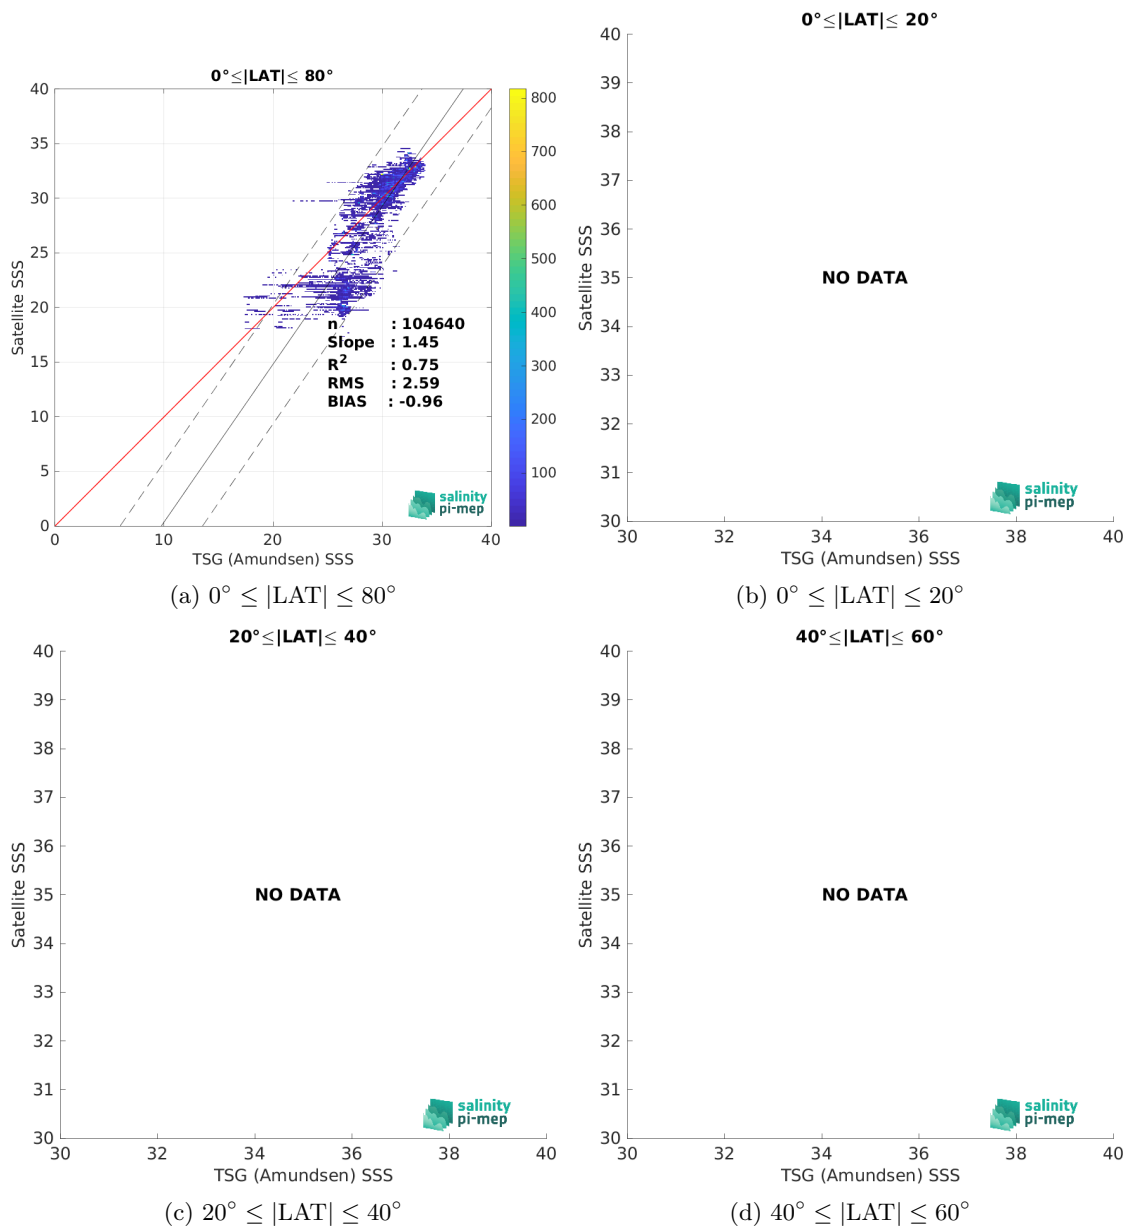 0°≤|LAT|≤ 80°
40
35
30
25
20
15
10
5
0
0
10
20
30
40
Satellite SSS
TSG (Amundsen) SSS
800
700
600
500
400
300
200
100
n : 104640
Slope : 1.45
R² : 0.75
RMS : 2.59
BIAS : -0.96
salinity
pi-mep
(a) 0° ≤ |LAT| ≤ 80°
0°≤|LAT|≤ 20°
40
39
38
37
36
35
34
33
32
31
30
30
32
34
36
38
40
Satellite SSS
NO DATA
TSG (Amundsen) SSS
salinity
pi-mep
(b) 0° ≤ |LAT| ≤ 20°
20°≤|LAT|≤ 40°
40
39
38
37
36
35
34
33
32
31
30
30
32
34
36
38
40
Satellite SSS
NO DATA
TSG (Amundsen) SSS
salinity
pi-mep
(c) 20° ≤ |LAT| ≤ 40°
40°≤|LAT|≤ 60°
40
39
38
37
36
35
34
33
32
31
30
30
32
34
36
38
40
Satellite SSS
NO DATA
TSG (Amundsen) SSS
salinity
pi-mep
(d) 40° ≤ |LAT| ≤ 60°